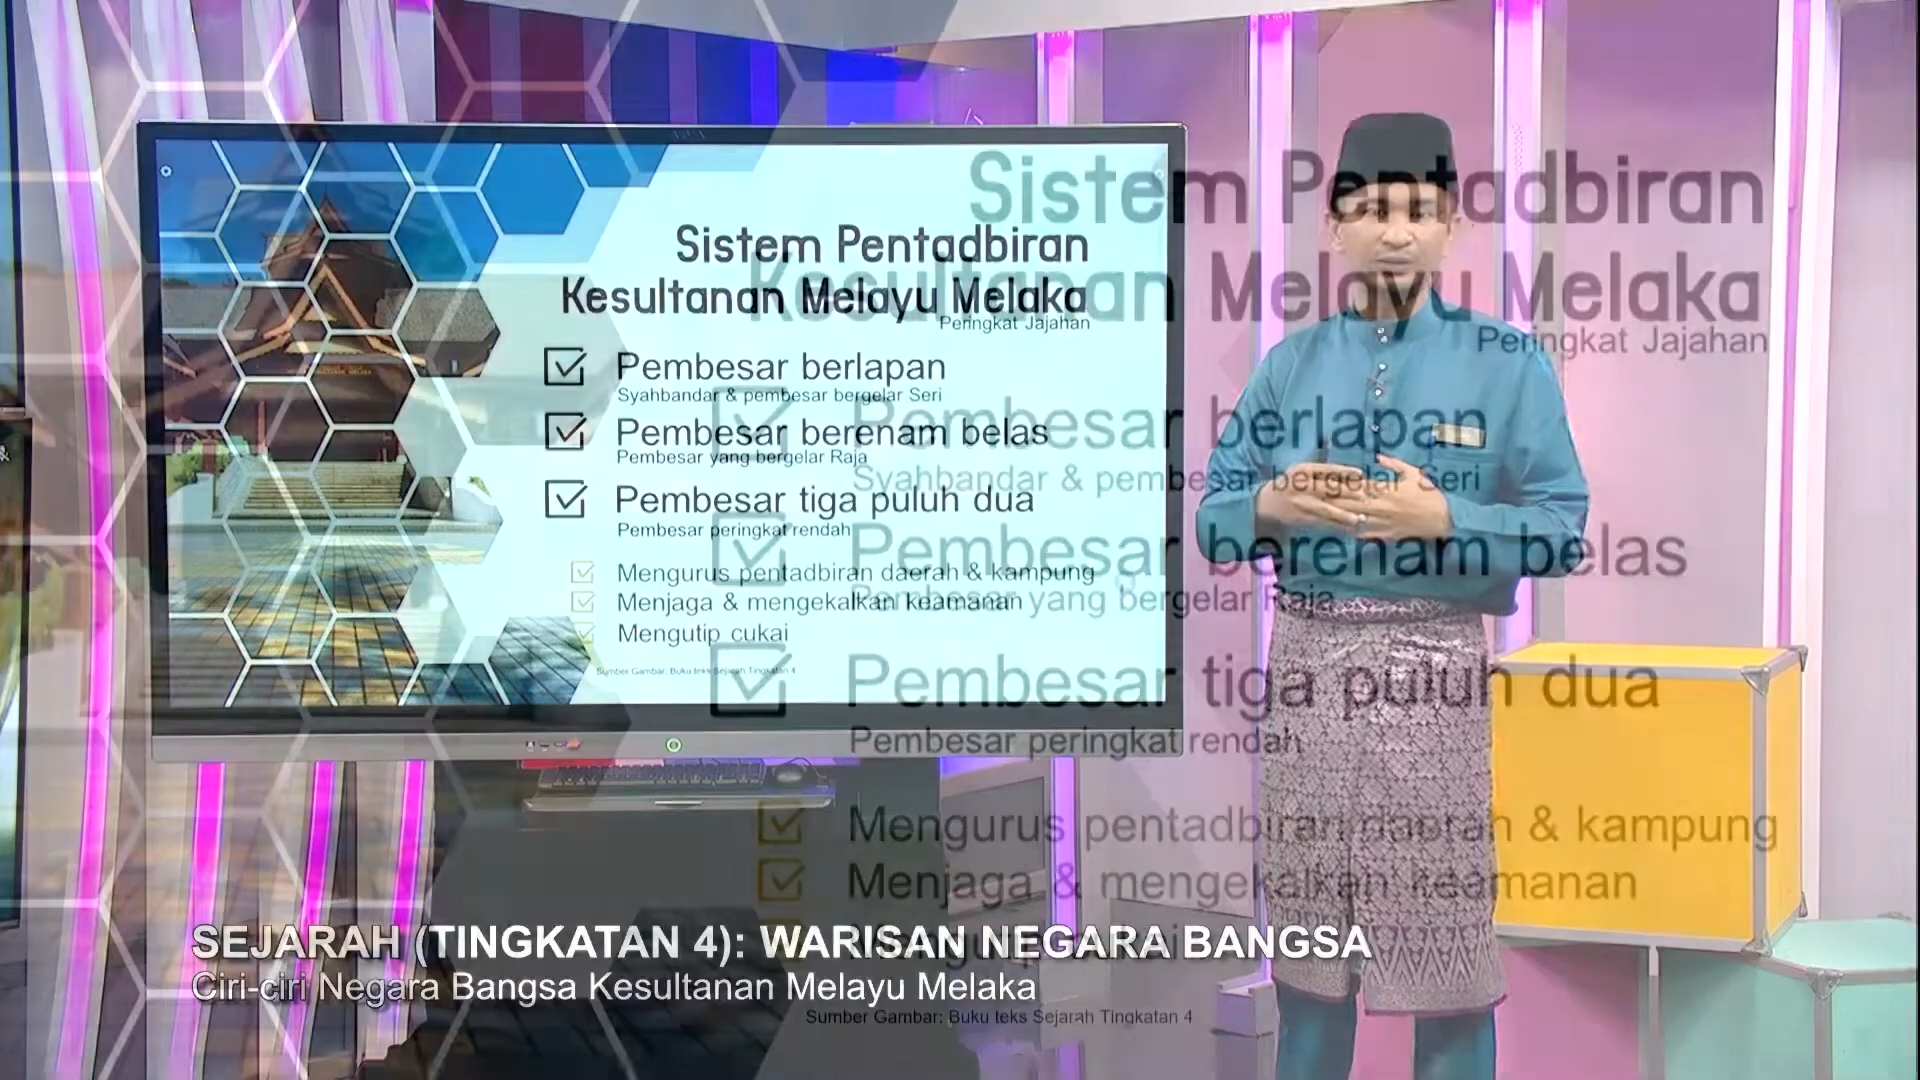 Sistem Pentadbiran
Kesultanan Melayu Melaka
Peringkat Jajahan
Pembesar berlapan
Syahbandar & pembesar bergelar Seri
Pembesar berenam belas
Pembesar yang bergelar Raja
Pembesar tiga puluh dua
Pembesar peringkat rendah
Mengurus pentadbiran daerah & kampung
Menjaga & mengekalkan keamanan
Mengutip cukai
Sumber Gambar: Buku teks Sejarah Tingkatan 4
Sistem Pentadbiran
Kesultanan Melayu Melaka
Peringkat Jajahan
Pembesar berlapan
Syahbandar & pembesar bergelar Seri
Pembesar berenam belas
Pembesar yang bergelar Raja
Pembesar tiga puluh dua
Pembesar peringkat rendah
Mengurus pentadbiran daerah & kampung
Menjaga & mengekalkan keamanan
SEJARAH (TINGKATAN 4): WARISAN NEGARA BANGSA
Ciri-ciri Negara Bangsa Kesultanan Melayu Melaka
Sumber Gambar: Buku teks Sejarah Tingkatan 4